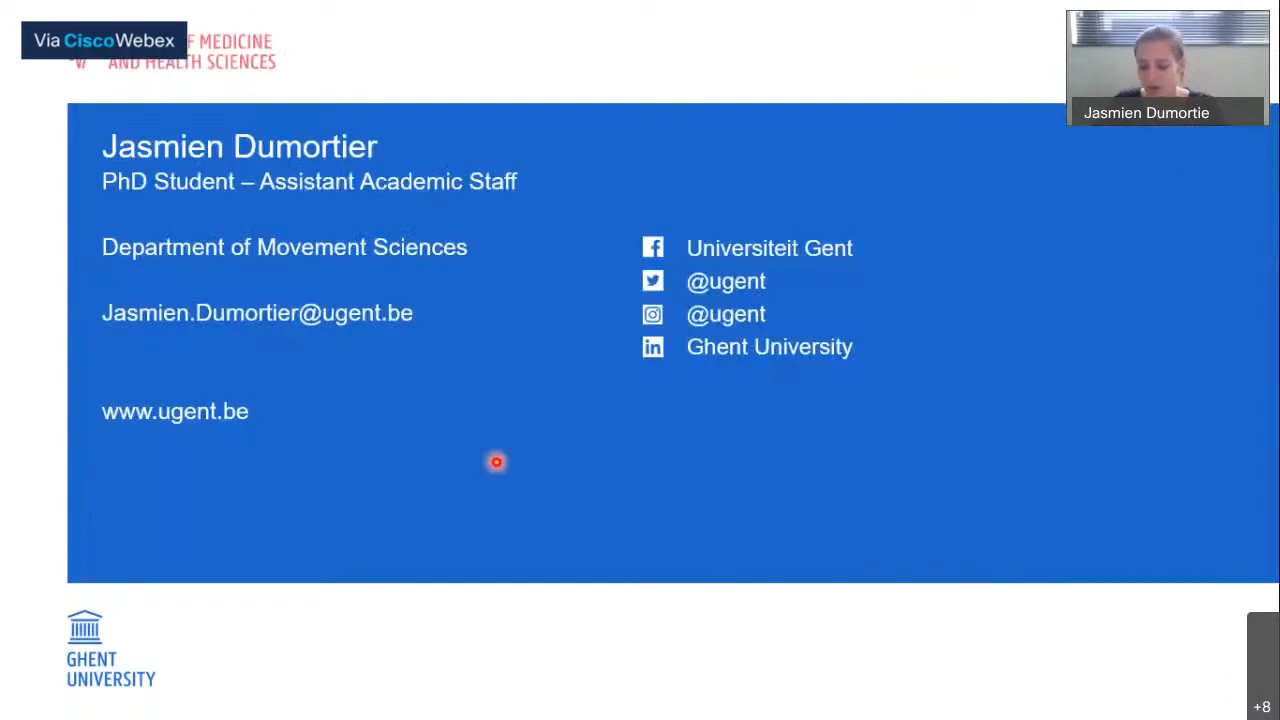 Via CiscoWebex
OF MEDICINE
AND HEALTH SCIENCES
Jasmien Dumortie
Jasmien Dumortier
PhD Student – Assistant Academic Staff
Department of Movement Sciences
Jasmien.Dumortier@ugent.be
www.ugent.be
Universiteit Gent
@ugent
@ugent
Ghent University
GHENT
UNIVERSITY
+8